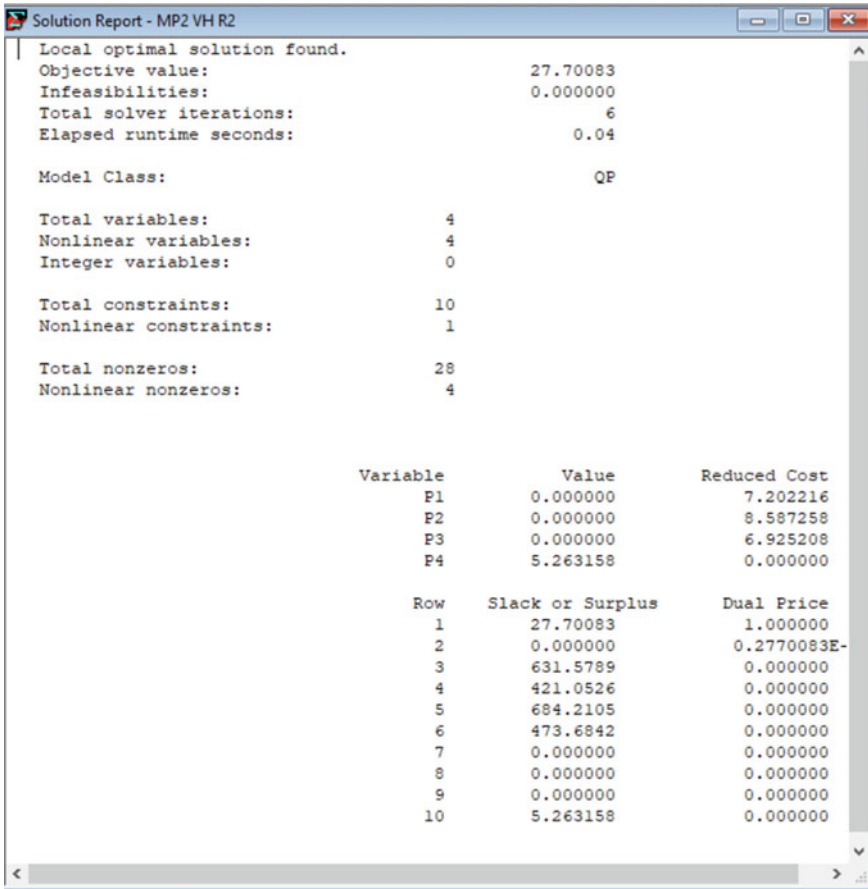 Solution Report - MP2 VH R2
Local optimal solution found.
Objective value: 27.70083
Infeasibilities: 0.000000
Total solver iterations: 6
Elapsed runtime seconds: 0.04
Model Class: QP
Total variables: 4
Nonlinear variables: 4
Integer variables: 0
Total constraints: 10
Nonlinear constraints: 1
Total nonzeros: 28
Nonlinear nonzeros: 4
Variable Value Reduced Cost
P1 0.000000 7.202216
P2 0.000000 8.587258
P3 0.000000 6.925208
P4 5.263158 0.000000
Row Slack or Surplus Dual Price
1 27.70083 1.000000
2 0.000000 0.2770083E-
3 631.5789 0.000000
4 421.0526 0.000000
5 684.2105 0.000000
6 473.6842 0.000000
7 0.000000 0.000000
8 0.000000 0.000000
9 0.000000 0.000000
10 5.263158 0.000000